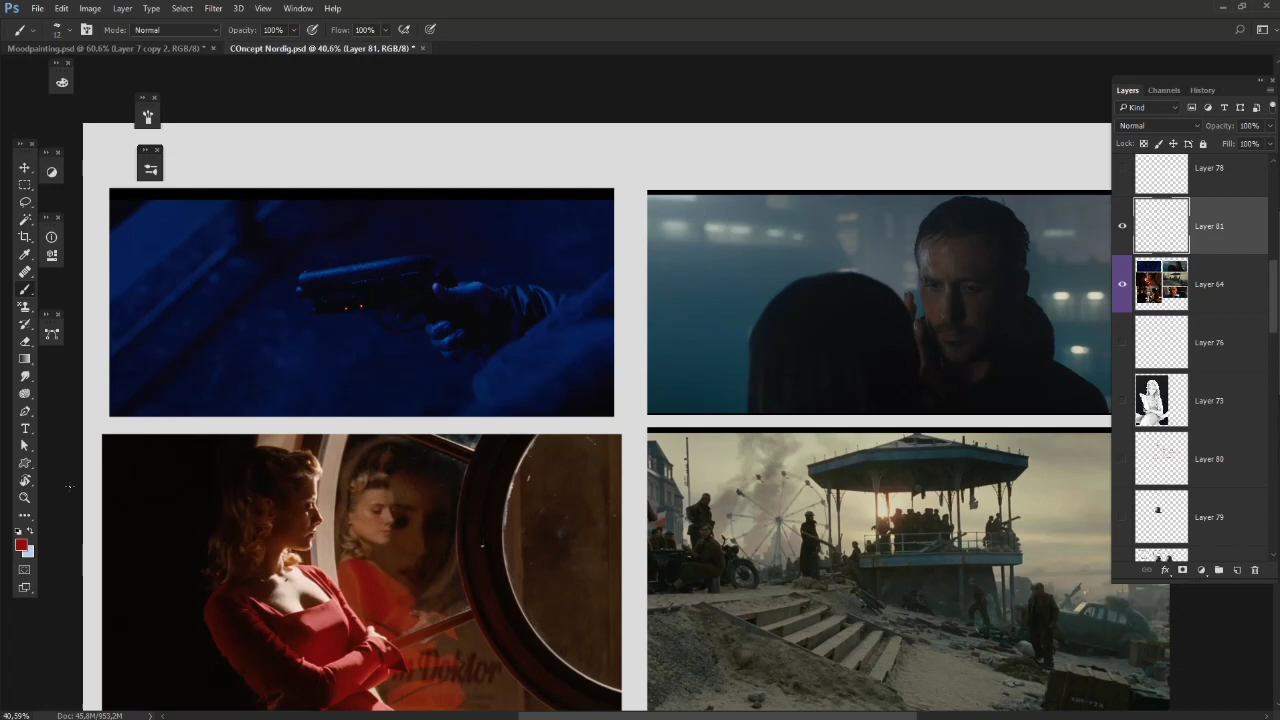 Ps File Edit Image Layer Type Select Filter 3D View Window Help
12 Mode: Normal Opacity: 100% Flow: 100%
Moodpainting.psd @ 60,6% (Layer 7 copy 2, RGB/8) * × COncept Nordig.psd @ 40,6% (Layer 81, RGB/8) * ×
Layers Channels History
Kind
Normal Opacity: 100%
Lock: Fill: 100%
Layer 78
Layer 81
Layer 64
Layer 76
Layer 73
Layer 80
Layer 79
Doktor
40,59% Doc: 45,8M/953,2M